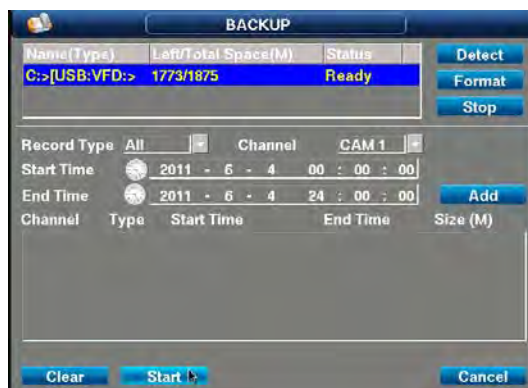 BACKUP
Name(Type) Left/Total Space(M) Status
C:>[USB:VFD:> 1773/1875 Ready
Detect
Format
Stop
Record Type All Channel CAM 1
Start Time 2011 - 6 - 4 00 : 00 : 00
End Time 2011 - 6 - 4 24 : 00 : 00 Add
Channel Type Start Time End Time Size (M)
Clear Start Cancel